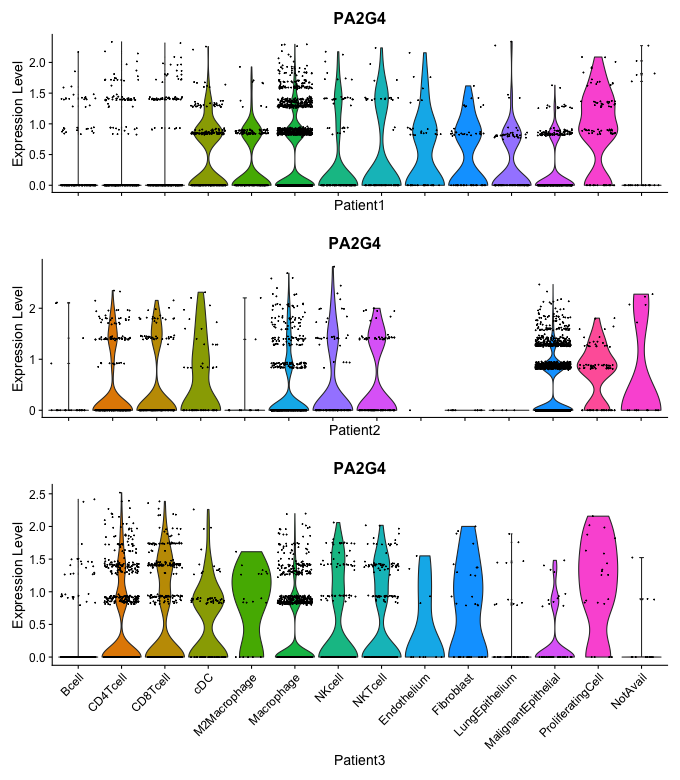 PA2G4
Expression Level
2.0
1.5
1.0
0.5
0.0
Patient1
PA2G4
Expression Level
2
1
0
Patient2
PA2G4
Expression Level
2.5
2.0
1.5
1.0
0.5
0.0
Bcell
CD4Tcell
CD8Tcell
cDC
M2Macrophage
Macrophage
NKcell
NKTcell
Endothelium
Fibroblast
LungEpithelium
MalignantEpithelial
ProliferatingCell
NotAvail
Patient3